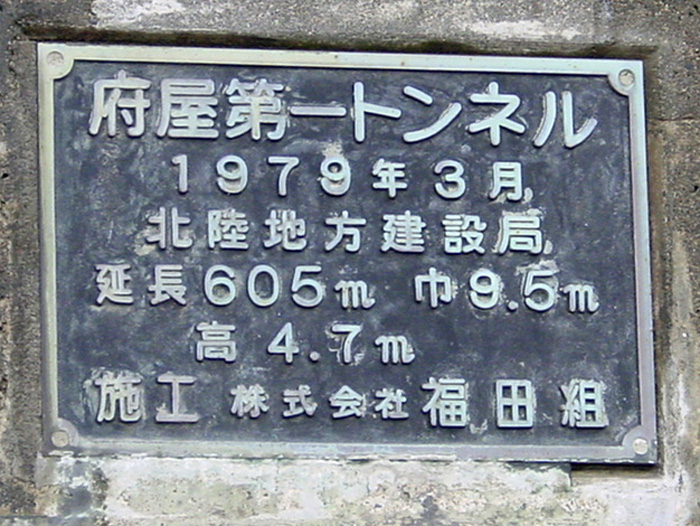 府屋第一トンネル
1979年3月
北陸地方建設局
延長605m 巾9.5m
高 4.7m
施工 株式会社 福田組